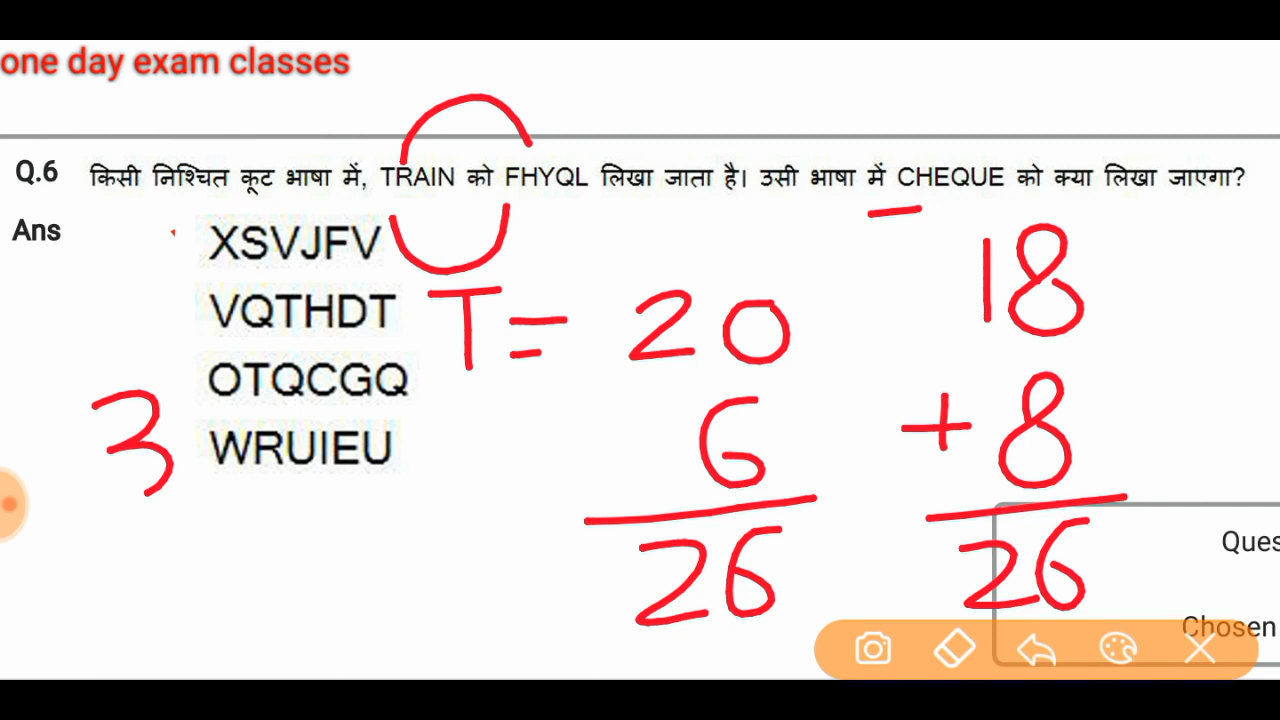 one day exam classes
Q.6 किसी निश्चित कूट भाषा में, TRAIN को FHYQL लिखा जाता है। उसी भाषा में CHEQUE को क्या लिखा जाएगा?
Ans XSVJFV
VQTHDT
OTQCGQ
WRUIEU
3
T = 20
6
26
18
+ 8
26
Ques
Chosen